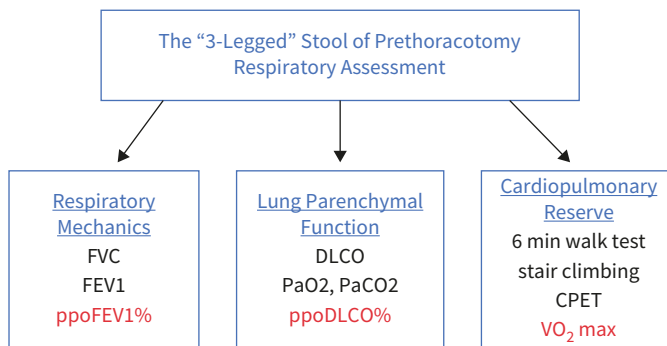 The “3-Legged” Stool of Prethoracotomy
Respiratory Assessment
Respiratory
Mechanics
FVC
FEV1
ppoFEV1%
Lung Parenchymal
Function
DLCO
PaO2, PaCO2
ppoDLCO%
Cardiopulmonary
Reserve
6 min walk test
stair climbing
CPET
VO₂ max